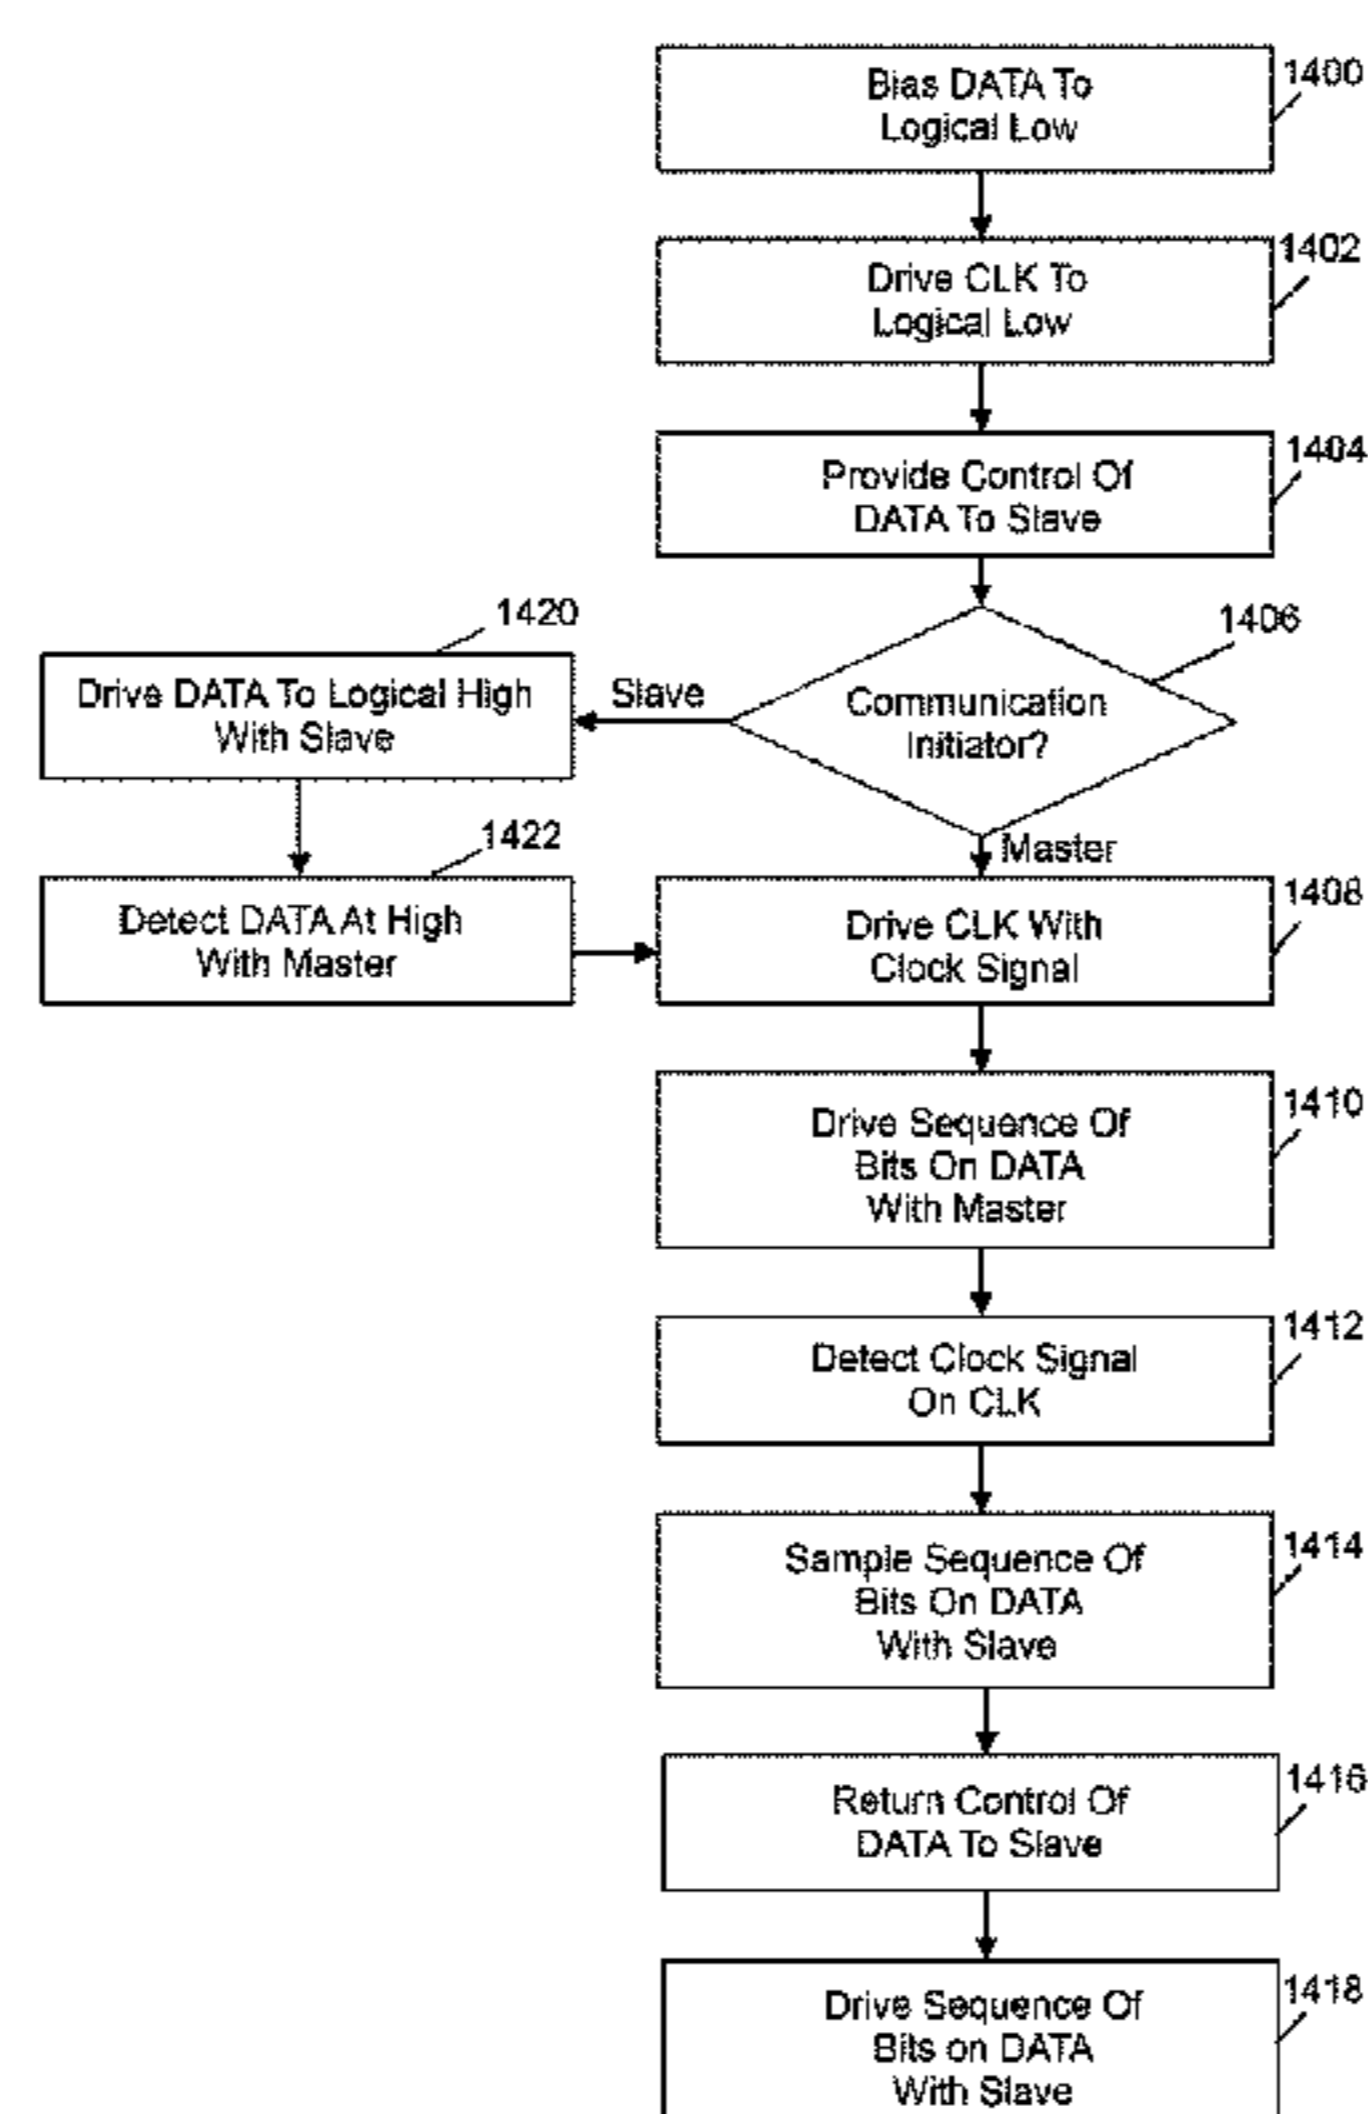 Bias DATA To
Logical Low
1400
Drive CLK To
Logical Low
1402
Provide Control Of
DATA To Slave
1404
Communication
Initiator?
1406
Slave
Master
1420
Drive DATA To Logical High
With Slave
1422
Detect DATA At High
With Master
Drive CLK With
Clock Signal
1408
Drive Sequence Of
Bits On DATA
With Master
1410
Detect Clock Signal
On CLK
1412
Sample Sequence Of
Bits On DATA
With Slave
1414
Return Control Of
DATA To Slave
1416
Drive Sequence Of
Bits on DATA
With Slave
1418